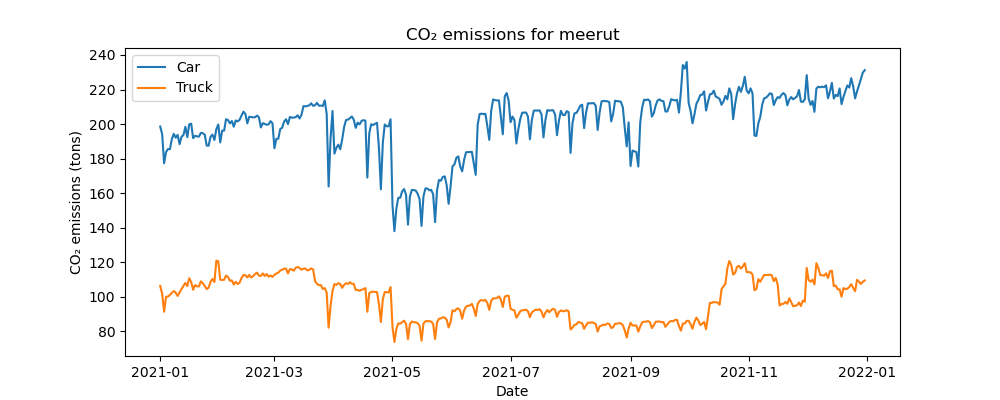 CO₂ emissions for meerut
Car
Truck
CO₂ emissions (tons)
240
220
200
180
160
140
120
100
80
2021-01 2021-03 2021-05 2021-07 2021-09 2021-11 2022-01
Date